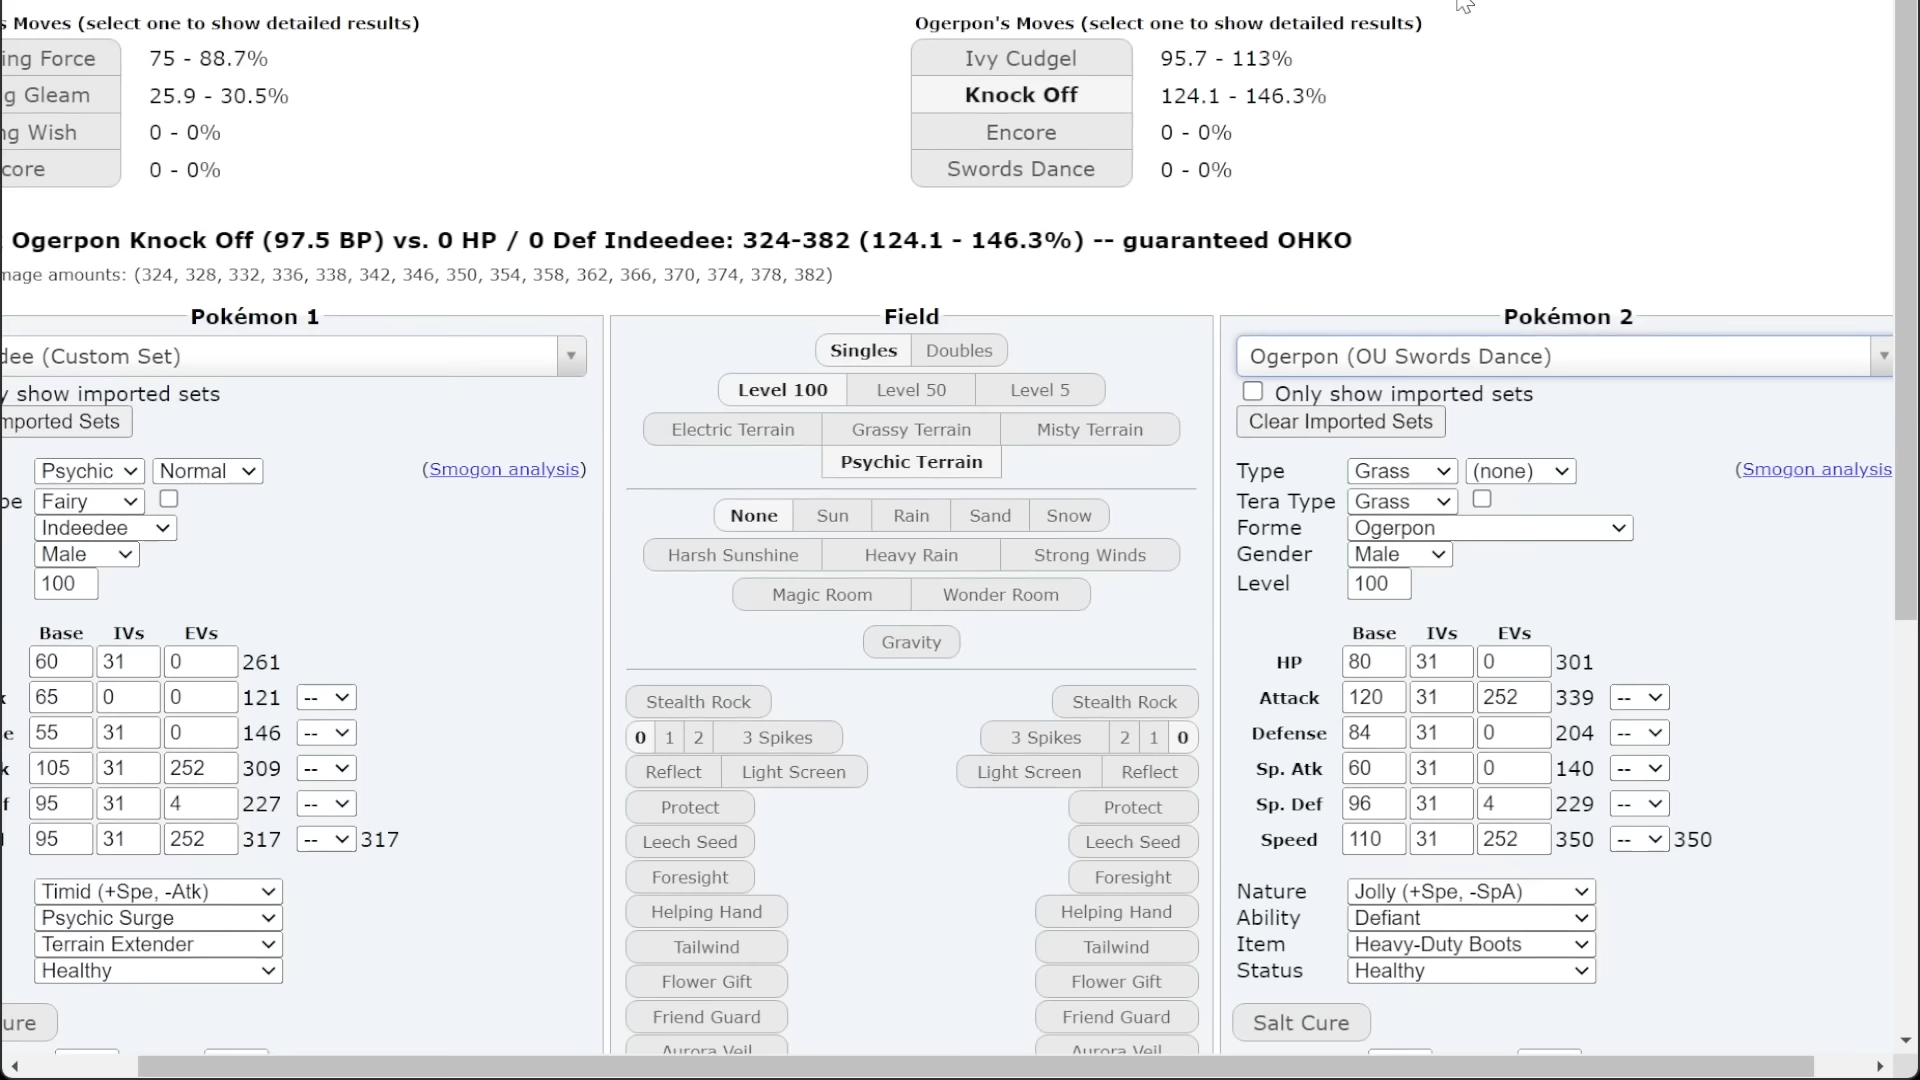 s Moves (select one to show detailed results)
ing Force 75 - 88.7%
g Gleam 25.9 - 30.5%
ng Wish 0 - 0%
core 0 - 0%
Ogerpon's Moves (select one to show detailed results)
Ivy Cudgel 95.7 - 113%
Knock Off 124.1 - 146.3%
Encore 0 - 0%
Swords Dance 0 - 0%
Ogerpon Knock Off (97.5 BP) vs. 0 HP / 0 Def Indeedee: 324-382 (124.1 - 146.3%) -- guaranteed OHKO
mage amounts: (324, 328, 332, 336, 338, 342, 346, 350, 354, 358, 362, 366, 370, 374, 378, 382)
Pokémon 1
dee (Custom Set)
y show imported sets
mported Sets
Psychic Normal (Smogon analysis)
pe Fairy
Indeedee
Male
100
Base IVs EVs
60 31 0 261
k 65 0 0 121 --
e 55 31 0 146 --
k 105 31 252 309 --
f 95 31 4 227 --
d 95 31 252 317 -- 317
Timid (+Spe, -Atk)
Psychic Surge
Terrain Extender
Healthy
ure
Field
Singles Doubles
Level 100 Level 50 Level 5
Electric Terrain Grassy Terrain Misty Terrain
Psychic Terrain
None Sun Rain Sand Snow
Harsh Sunshine Heavy Rain Strong Winds
Magic Room Wonder Room
Gravity
Stealth Rock Stealth Rock
0 1 2 3 Spikes 3 Spikes 2 1 0
Reflect Light Screen Light Screen Reflect
Protect Protect
Leech Seed Leech Seed
Foresight Foresight
Helping Hand Helping Hand
Tailwind Tailwind
Flower Gift Flower Gift
Friend Guard Friend Guard
Aurora Veil Aurora Veil
Pokémon 2
Ogerpon (OU Swords Dance)
Only show imported sets
Clear Imported Sets
Type Grass (none) (Smogon analysis
Tera Type Grass
Forme Ogerpon
Gender Male
Level 100
Base IVs EVs
HP 80 31 0 301
Attack 120 31 252 339 --
Defense 84 31 0 204 --
Sp. Atk 60 31 0 140 --
Sp. Def 96 31 4 229 --
Speed 110 31 252 350 -- 350
Nature Jolly (+Spe, -SpA)
Ability Defiant
Item Heavy-Duty Boots
Status Healthy
Salt Cure